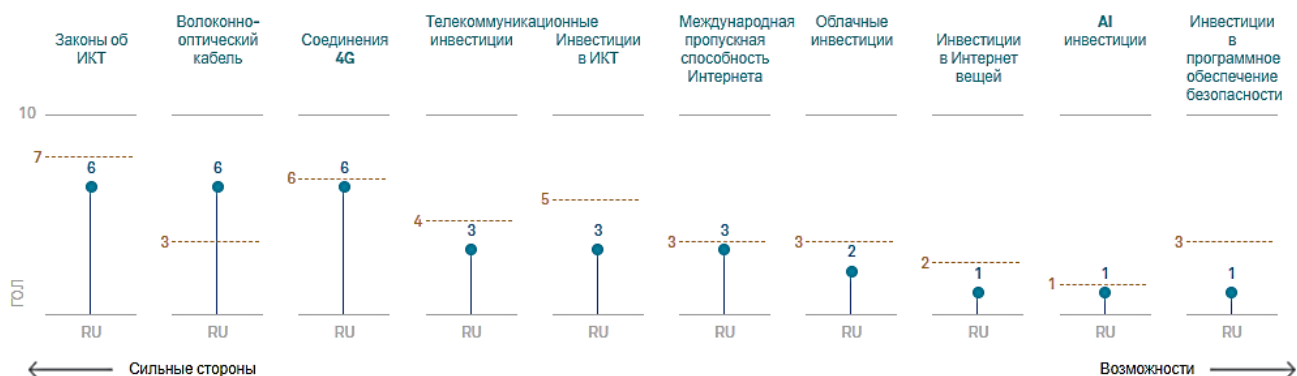 Законы об
ИКТ
Волоконно-
оптический
кабель
Соединения
4G
Телекоммуникационные
инвестиции
Инвестиции
в ИКТ
Международная
пропускная
способность
Интернета
Облачные
инвестиции
Инвестиции
в Интернет
вещей
AI
инвестиции
Инвестиции
в
программное
обеспечение
безопасности
10
7
6
6
3
6
6
4
3
5
3
3
3
3
2
2
1
1
1
3
1
ГОЛ
RU
RU
RU
RU
RU
RU
RU
RU
RU
RU
Сильные стороны
Возможности